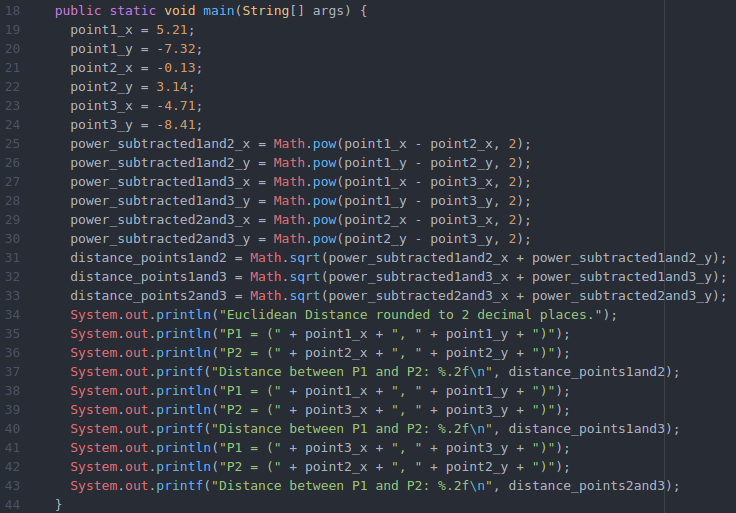 18 public static void main(String[] args) {
19 point1_x = 5.21;
20 point1_y = -7.32;
21 point2_x = -0.13;
22 point2_y = 3.14;
23 point3_x = -4.71;
24 point3_y = -8.41;
25 power_subtracted1and2_x = Math.pow(point1_x - point2_x, 2);
26 power_subtracted1and2_y = Math.pow(point1_y - point2_y, 2);
27 power_subtracted1and3_x = Math.pow(point1_x - point3_x, 2);
28 power_subtracted1and3_y = Math.pow(point1_y - point3_y, 2);
29 power_subtracted2and3_x = Math.pow(point2_x - point3_x, 2);
30 power_subtracted2and3_y = Math.pow(point2_y - point3_y, 2);
31 distance_points1and2 = Math.sqrt(power_subtracted1and2_x + power_subtracted1and2_y);
32 distance_points1and3 = Math.sqrt(power_subtracted1and3_x + power_subtracted1and3_y);
33 distance_points2and3 = Math.sqrt(power_subtracted2and3_x + power_subtracted2and3_y);
34 System.out.println("Euclidean Distance rounded to 2 decimal places.");
35 System.out.println("P1 = (" + point1_x + ", " + point1_y + ")");
36 System.out.println("P2 = (" + point2_x + ", " + point2_y + ")");
37 System.out.printf("Distance between P1 and P2: %.2f\n", distance_points1and2);
38 System.out.println("P1 = (" + point1_x + ", " + point1_y + ")");
39 System.out.println("P2 = (" + point3_x + ", " + point3_y + ")");
40 System.out.printf("Distance between P1 and P2: %.2f\n", distance_points1and3);
41 System.out.println("P1 = (" + point3_x + ", " + point3_y + ")");
42 System.out.println("P2 = (" + point2_x + ", " + point2_y + ")");
43 System.out.printf("Distance between P1 and P2: %.2f\n", distance_points2and3);
44 }